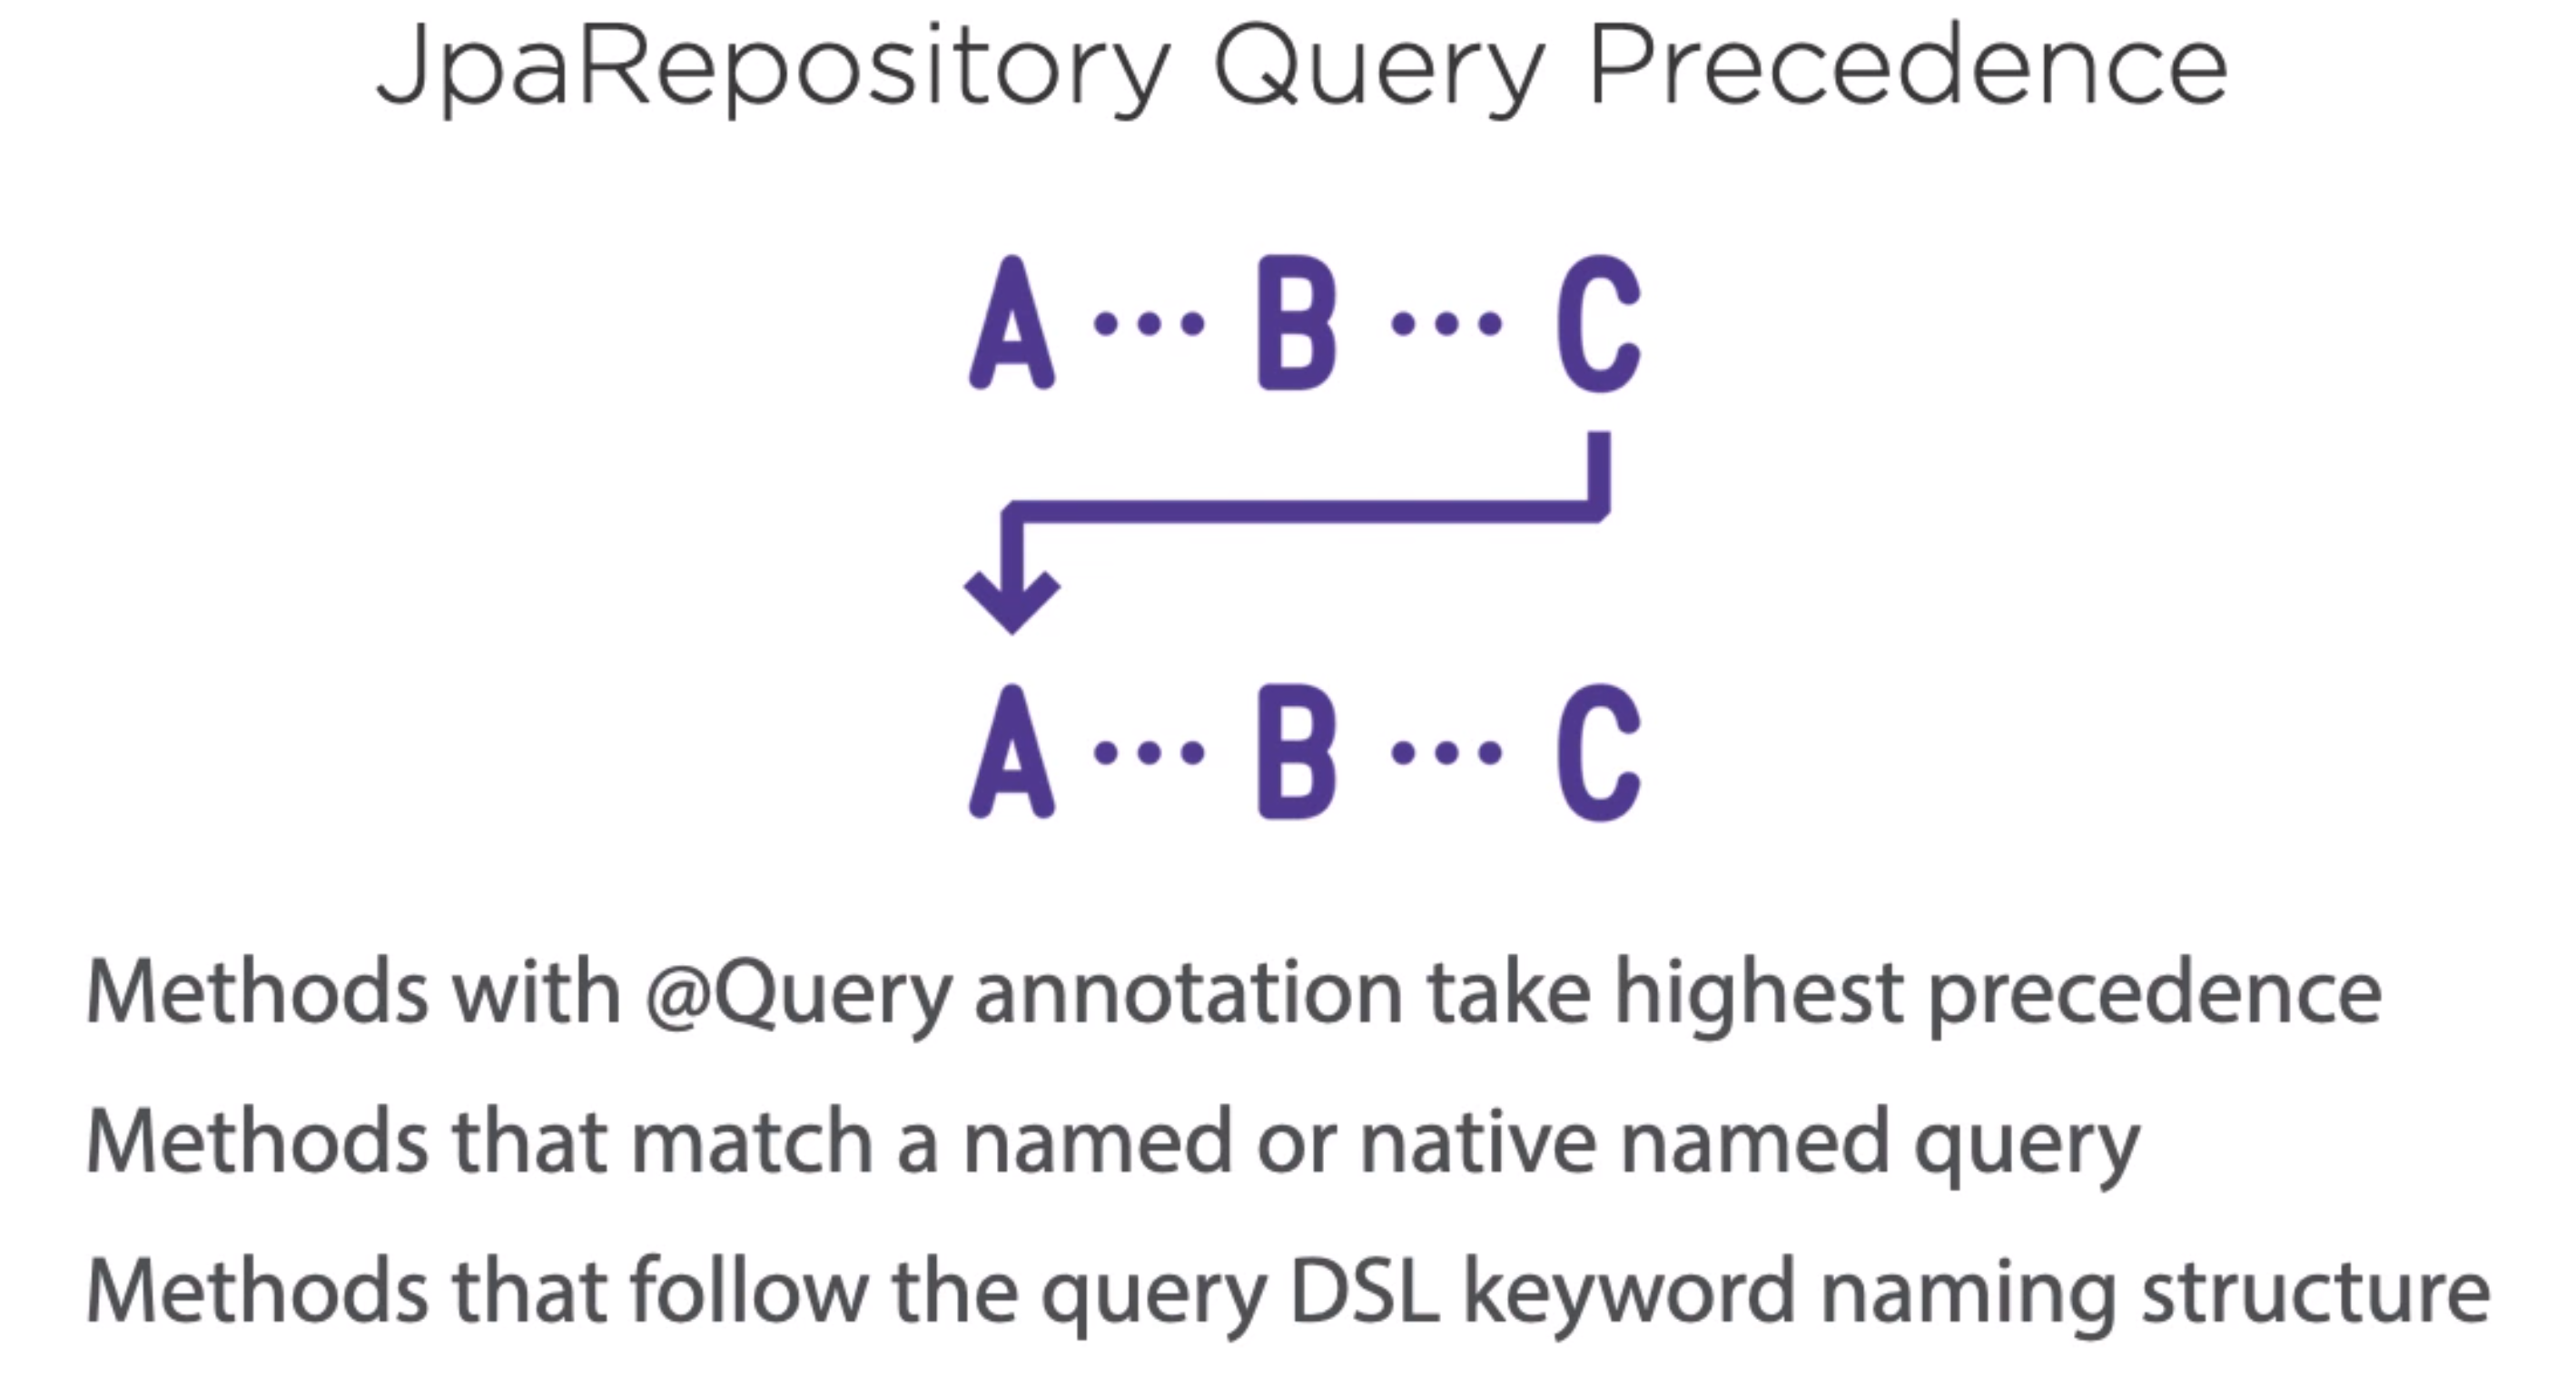 JpaRepository Query Precedence
A ... B ... C
A ... B ... C
Methods with @Query annotation take highest precedence
Methods that match a named or native named query
Methods that follow the query DSL keyword naming structure